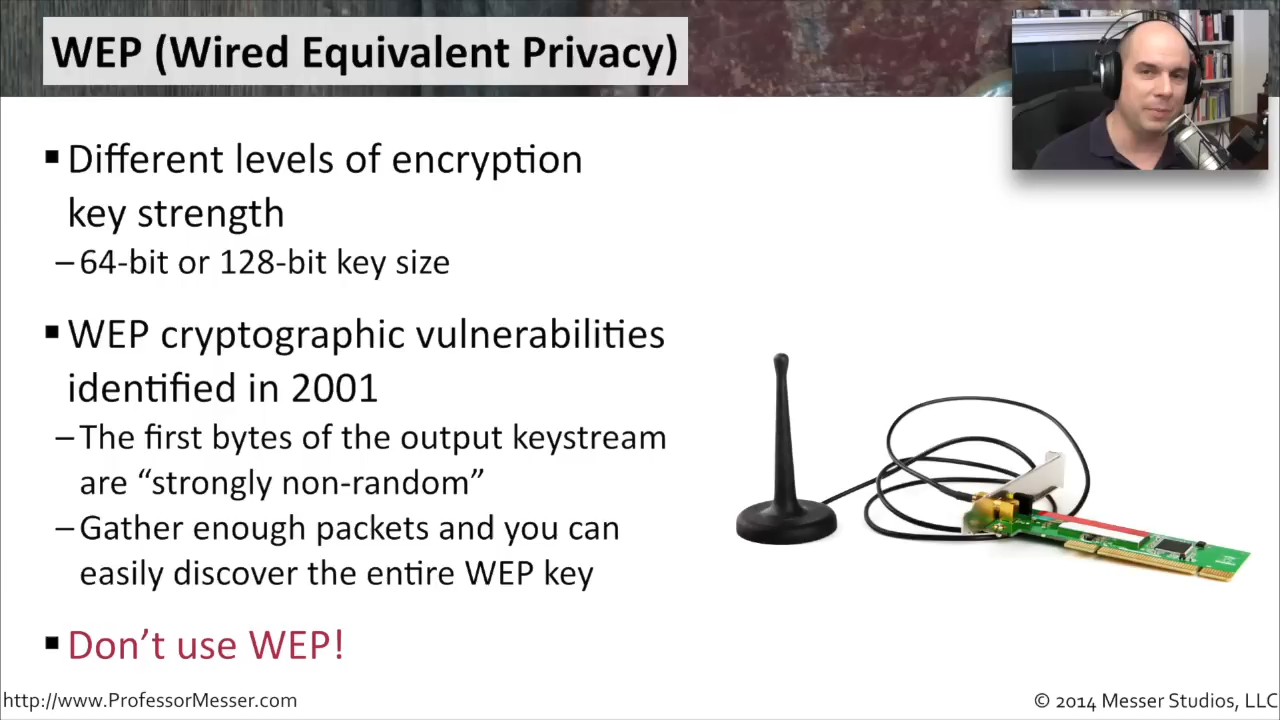 WEP (Wired Equivalent Privacy)
▪ Different levels of encryption
key strength
– 64-bit or 128-bit key size
▪ WEP cryptographic vulnerabilities
identified in 2001
– The first bytes of the output keystream
are “strongly non-random”
– Gather enough packets and you can
easily discover the entire WEP key
▪ Don’t use WEP!
http://www.ProfessorMesser.com
© 2014 Messer Studios, LLC